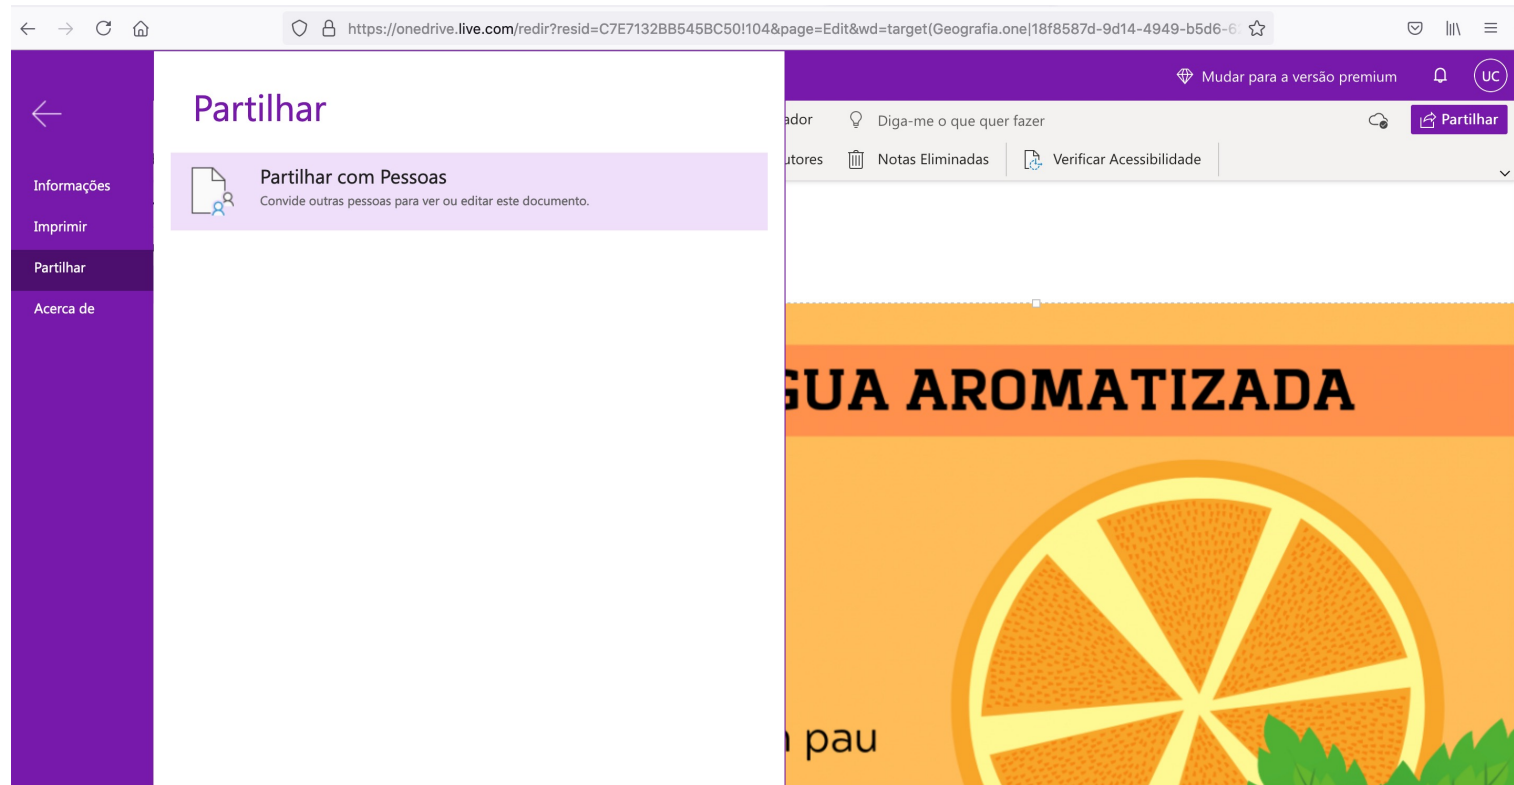 https://onedrive.live.com/redir?resid=C7E7132BB545BC50!104&page=Edit&wd=target(Geografia.one|18f8587d-9d14-4949-b5d6-6
Mudar para a versão premium
UC
Partilhar
Informações
Imprimir
Partilhar
Acerca de
Partilhar com Pessoas
Convide outras pessoas para ver ou editar este documento.
ador
Diga-me o que quer fazer
Partilhar
utores
Notas Eliminadas
Verificar Acessibilidade
GUA AROMATIZADA
pau